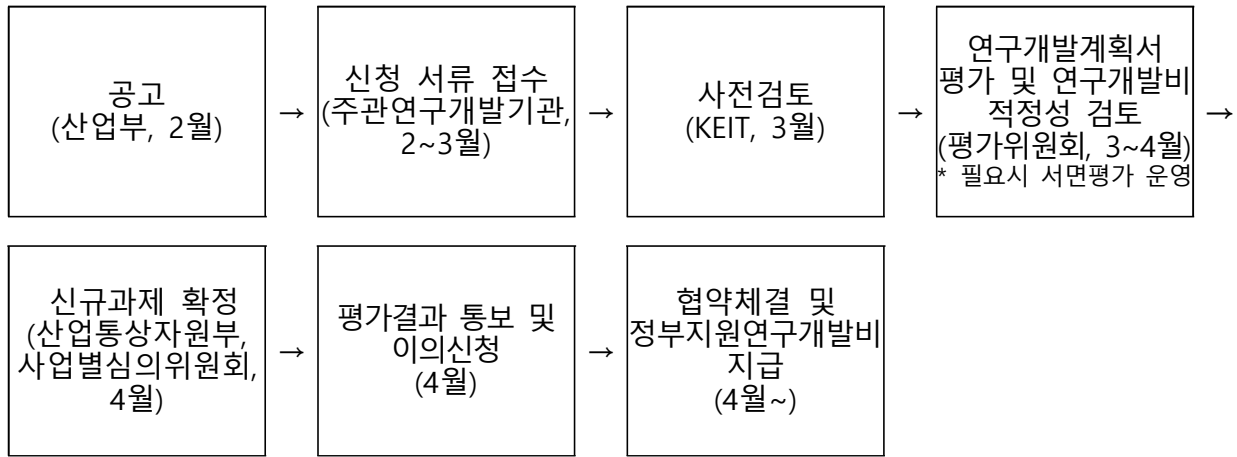 공고
(산업부, 2월)
→
신청 서류 접수
(주관연구개발기관,
2~3월)
→
사전검토
(KEIT, 3월)
→
연구개발계획서
평가 및 연구개발비
적정성 검토
(평가위원회, 3~4월)
* 필요시 서면평가 운영
→
신규과제 확정
(산업통상자원부,
사업별심의위원회,
4월)
→
평가결과 통보 및
이의신청
(4월)
→
협약체결 및
정부지원연구개발비
지급
(4월~)